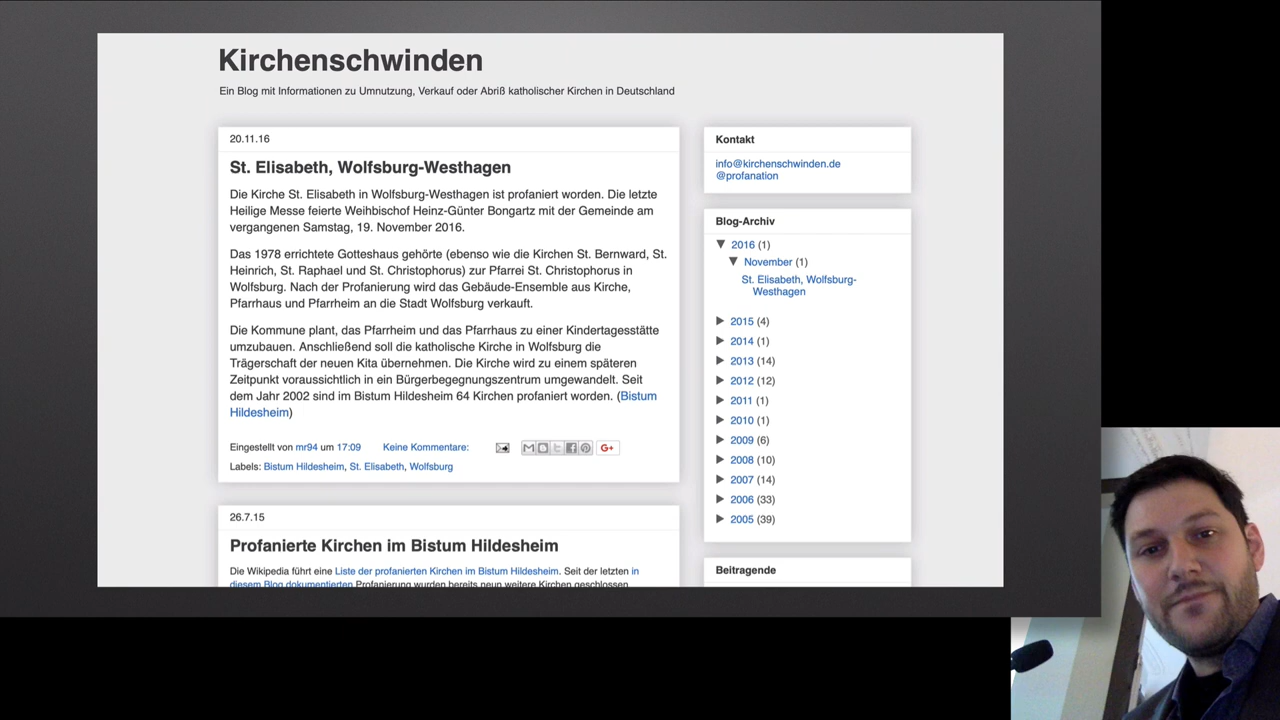 Kirchenschwinden
Ein Blog mit Informationen zu Umnutzung, Verkauf oder Abriß katholischer Kirchen in Deutschland
20.11.16
St. Elisabeth, Wolfsburg-Westhagen
Die Kirche St. Elisabeth in Wolfsburg-Westhagen ist profaniert worden. Die letzte
Heilige Messe feierte Weihbischof Heinz-Günter Bongartz mit der Gemeinde am
vergangenen Samstag, 19. November 2016.
Das 1978 errichtete Gotteshaus gehörte (ebenso wie die Kirchen St. Bernward, St.
Heinrich, St. Raphael und St. Christophorus) zur Pfarrei St. Christophorus in
Wolfsburg. Nach der Profanierung wird das Gebäude-Ensemble aus Kirche,
Pfarrhaus und Pfarrheim an die Stadt Wolfsburg verkauft.
Die Kommune plant, das Pfarrheim und das Pfarrhaus zu einer Kindertagesstätte
umzubauen. Anschließend soll die katholische Kirche in Wolfsburg die
Trägerschaft der neuen Kita übernehmen. Die Kirche wird zu einem späteren
Zeitpunkt voraussichtlich in ein Bürgerbegegnungszentrum umgewandelt. Seit
dem Jahr 2002 sind im Bistum Hildesheim 64 Kirchen profaniert worden. (Bistum
Hildesheim)
Eingestellt von mr94 um 17:09 Keine Kommentare: G+
Labels: Bistum Hildesheim, St. Elisabeth, Wolfsburg
26.7.15
Profanierte Kirchen im Bistum Hildesheim
Die Wikipedia führt eine Liste der profanierten Kirchen im Bistum Hildesheim. Seit der letzten in
diesem Blog dokumentierten Profanierung wurden bereits neun weitere Kirchen geschlossen
Kontakt
info@kirchenschwinden.de
@profanation
Blog-Archiv
▼ 2016 (1)
▼ November (1)
St. Elisabeth, Wolfsburg-
Westhagen
► 2015 (4)
► 2014 (1)
► 2013 (14)
► 2012 (12)
► 2011 (1)
► 2010 (1)
► 2009 (6)
► 2008 (10)
► 2007 (14)
► 2006 (33)
► 2005 (39)
Beitragende